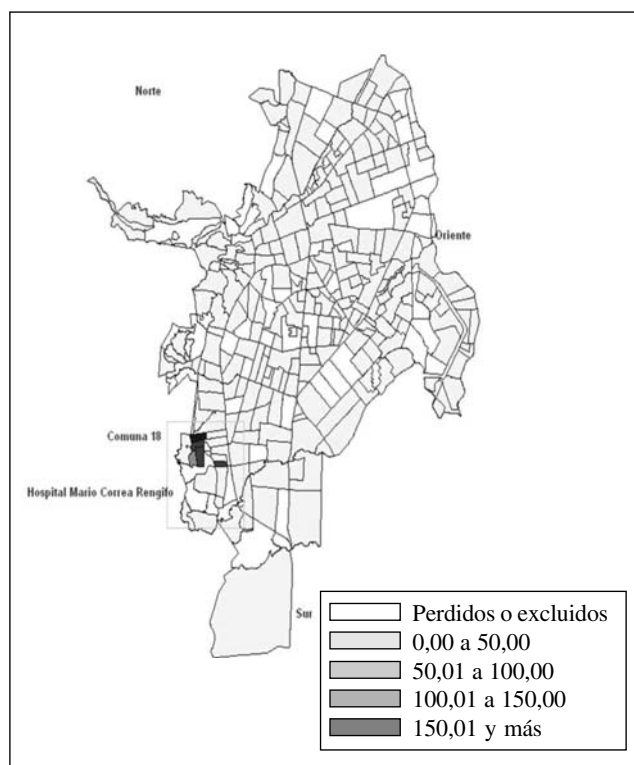 Norte
Oriente
Comuna 18
Hospital Mario Correa Rengifo
Sur
Perdidos o excluidos
0,00 a 50,00
50,01 a 100,00
100,01 a 150,00
150,01 y más